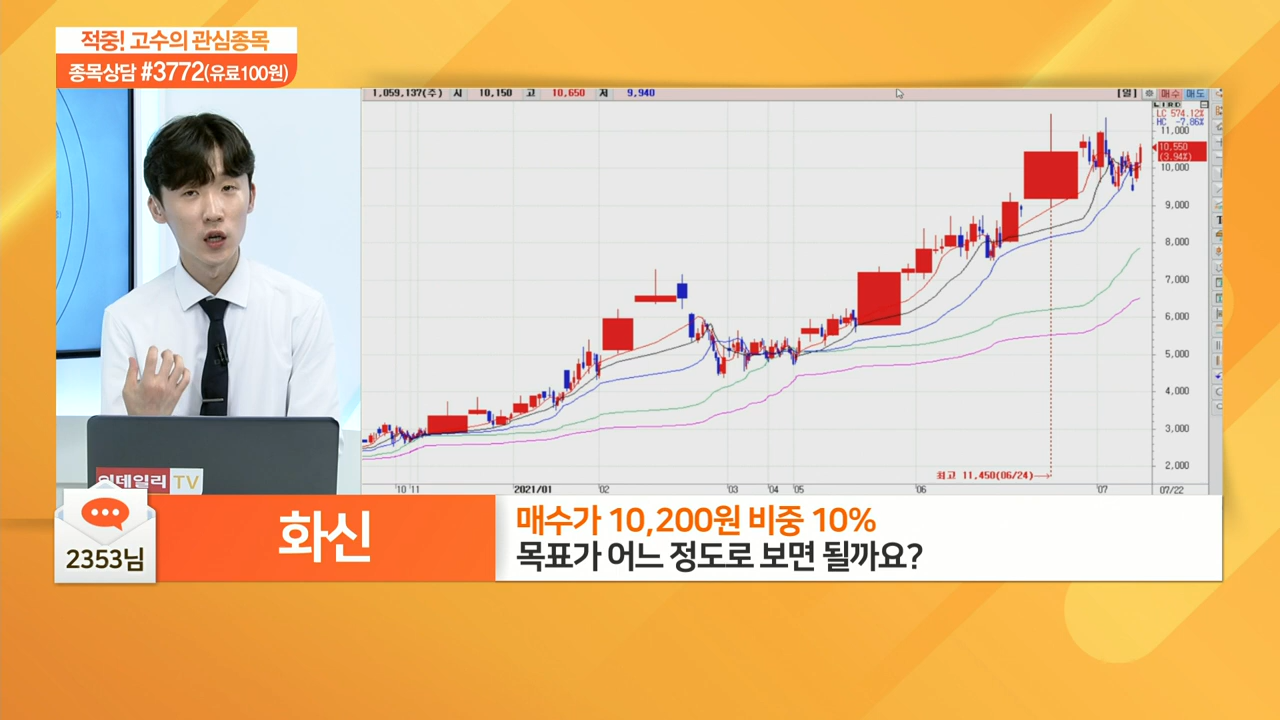 적중! 고수의 관심종목
종목상담 #3772(유료100원)
1,059,137(주) 시 10,150 고 10,650 저 9,940 [일] 매수 매도
LC 574.12%
HC -7.86%
11,000
10,550
(3.94%)
10,000
9,000
8,000
7,000
6,000
5,000
4,000
3,000
2,000
최고 11,450(06/24)
'10 '11 2021/01 '02 '03 '04 '05 '06 '07 07/22
이데일리 TV
2353님
화신
매수가 10,200원 비중 10%
목표가 어느 정도로 보면 될까요?